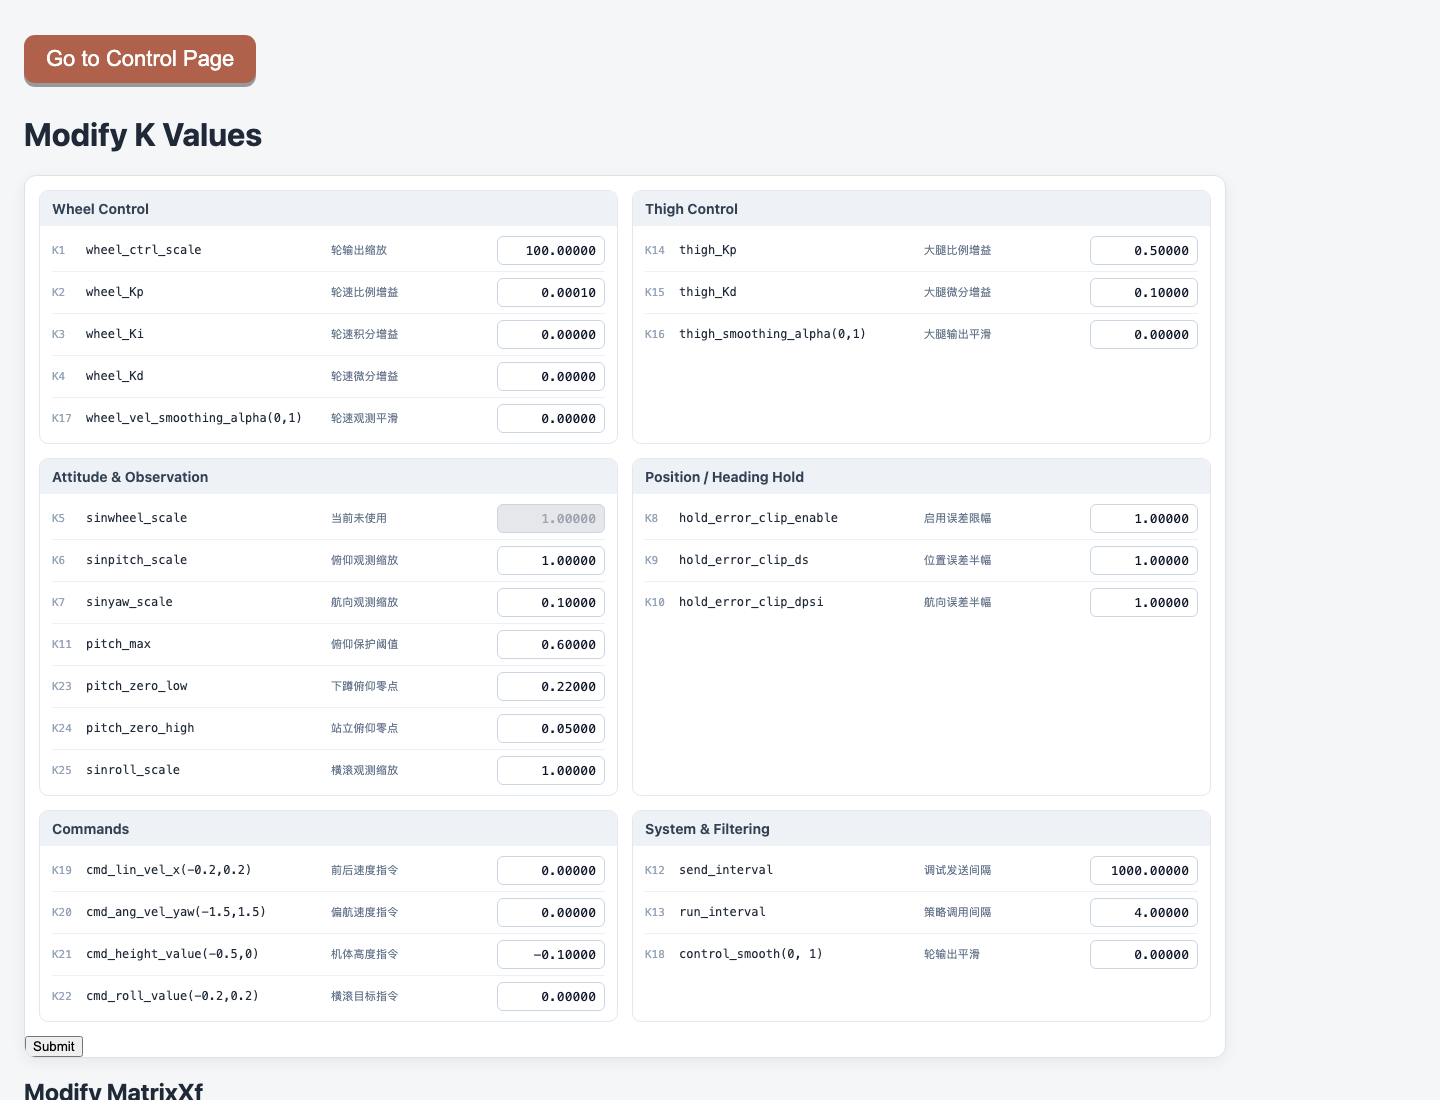 Go to Control Page
Modify K Values
Wheel Control
K1 wheel_ctrl_scale 轮输出缩放 100.00000
K2 wheel_Kp 轮速比例增益 0.00010
K3 wheel_Ki 轮速积分增益 0.00000
K4 wheel_Kd 轮速微分增益 0.00000
K17 wheel_vel_smoothing_alpha(0,1) 轮速观测平滑 0.00000
Thigh Control
K14 thigh_Kp 大腿比例增益 0.50000
K15 thigh_Kd 大腿微分增益 0.10000
K16 thigh_smoothing_alpha(0,1) 大腿输出平滑 0.00000
Attitude & Observation
K5 sinwheel_scale 当前未使用 1.00000
K6 sinpitch_scale 俯仰观测缩放 1.00000
K7 sinyaw_scale 航向观测缩放 0.10000
K11 pitch_max 俯仰保护阈值 0.60000
K23 pitch_zero_low 下蹲俯仰零点 0.22000
K24 pitch_zero_high 站立俯仰零点 0.05000
K25 sinroll_scale 横滚观测缩放 1.00000
Position / Heading Hold
K8 hold_error_clip_enable 启用误差限幅 1.00000
K9 hold_error_clip_ds 位置误差半幅 1.00000
K10 hold_error_clip_dpsi 航向误差半幅 1.00000
Commands
K19 cmd_lin_vel_x(-0.2,0.2) 前后速度指令 0.00000
K20 cmd_ang_vel_yaw(-1.5,1.5) 偏航速度指令 0.00000
K21 cmd_height_value(-0.5,0) 机体高度指令 -0.10000
K22 cmd_roll_value(-0.2,0.2) 横滚目标指令 0.00000
System & Filtering
K12 send_interval 调试发送间隔 1000.00000
K13 run_interval 策略调用间隔 4.00000
K18 control_smooth(0, 1) 轮输出平滑 0.00000
Submit
Modify MatrixXf